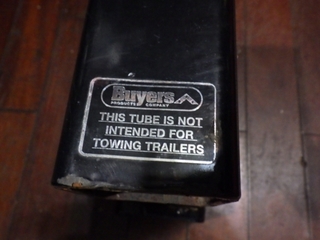 Buyers
PRODUCTS COMPANY
THIS TUBE IS NOT
INTENDED FOR
TOWING TRAILERS